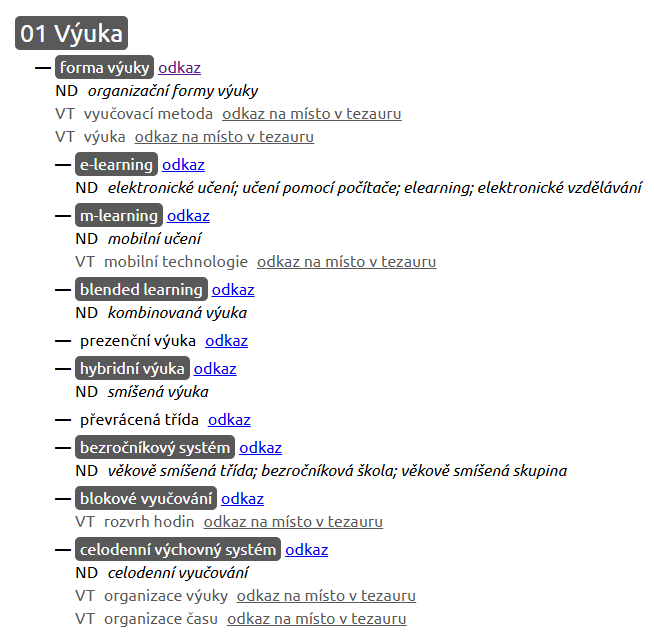 01 Výuka
— forma výuky odkaz
ND organizační formy výuky
VT vyučovací metoda odkaz na místo v tezauru
VT výuka odkaz na místo v tezauru
— e-learning odkaz
ND elektronické učení; učení pomocí počítače; elearning; elektronické vzdělávání
— m-learning odkaz
ND mobilní učení
VT mobilní technologie odkaz na místo v tezauru
— blended learning odkaz
ND kombinovaná výuka
— prezenční výuka odkaz
— hybridní výuka odkaz
ND smíšená výuka
— převrácená třída odkaz
— bezročníkový systém odkaz
ND věkově smíšená třída; bezročníková škola; věkově smíšená skupina
— blokové vyučování odkaz
VT rozvrh hodin odkaz na místo v tezauru
— celodenní výchovný systém odkaz
ND celodenní vyučování
VT organizace výuky odkaz na místo v tezauru
VT organizace času odkaz na místo v tezauru